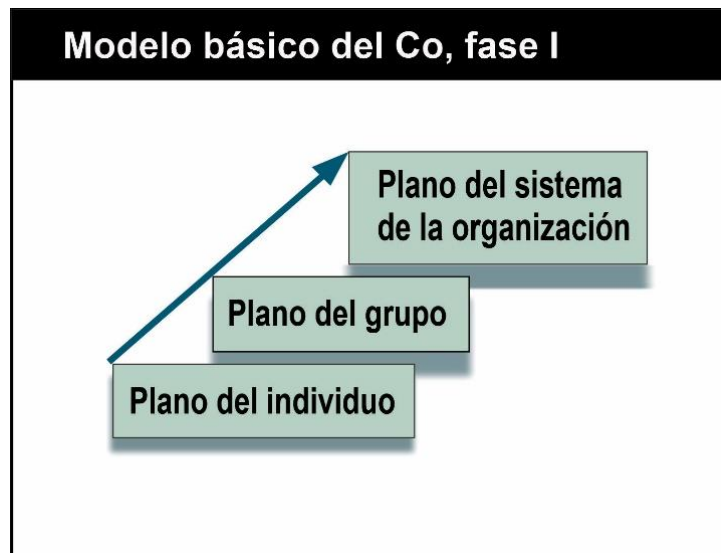 Modelo básico del Co, fase I
Plano del sistema
de la organización
Plano del grupo
Plano del individuo